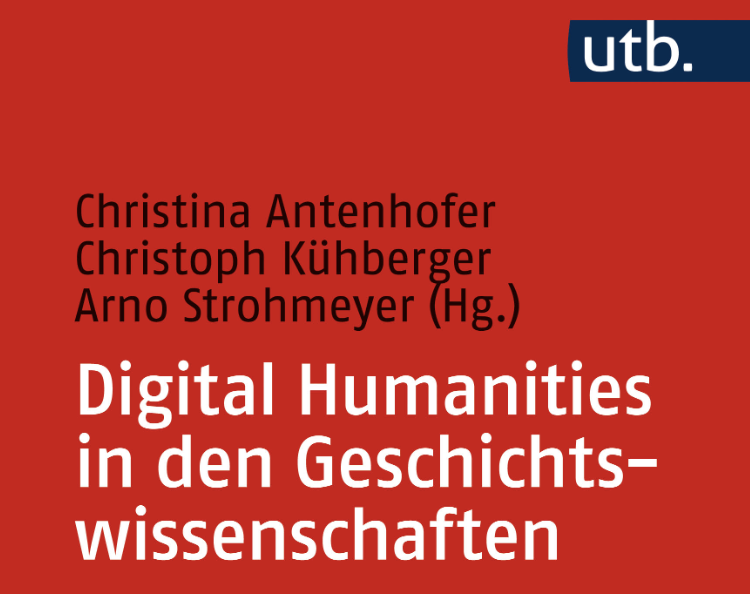 utb.
Christina Antenhofer
Christoph Kühberger
Arno Strohmeyer (Hg.)
Digital Humanities
in den Geschichts-
wissenschaften